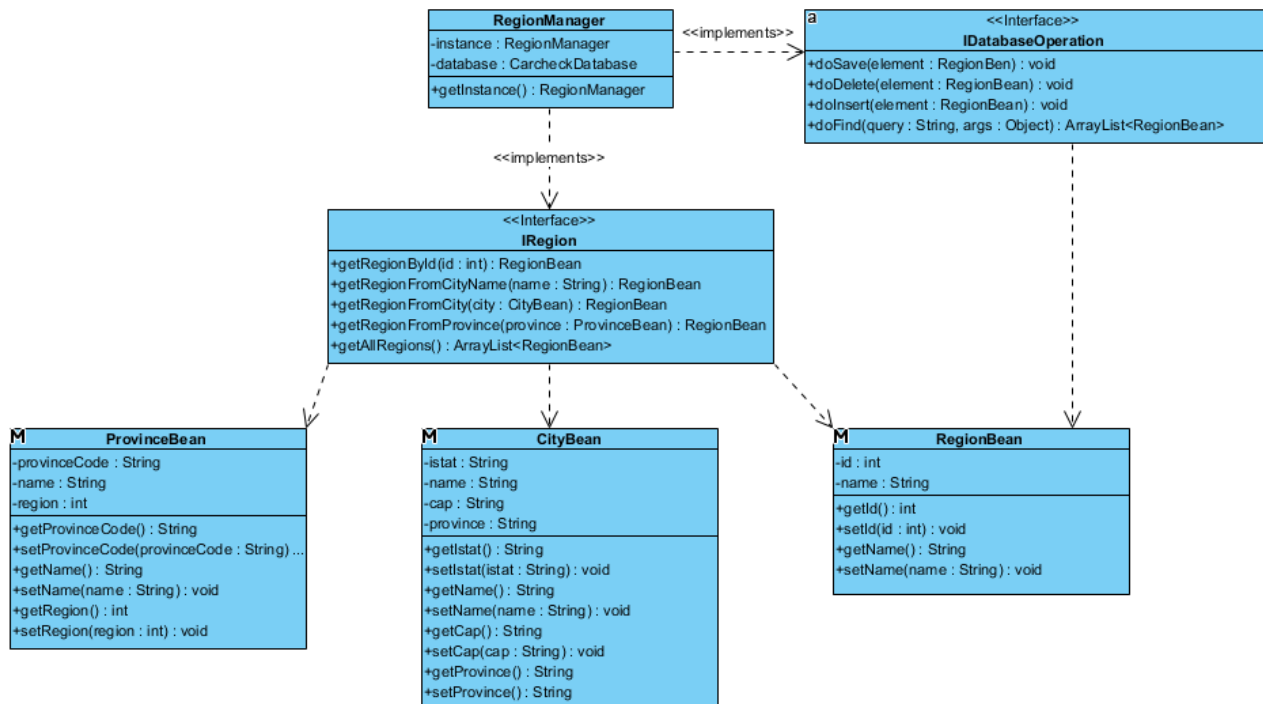 RegionManager
-instance : RegionManager
-database : CarcheckDatabase
+getInstance() : RegionManager
<<implements>>
a
<<Interface>>
IDatabaseOperation
+doSave(element : RegionBen) : void
+doDelete(element : RegionBean) : void
+doInsert(element : RegionBean) : void
+doFind(query : String, args : Object) : ArrayList<RegionBean>
<<implements>>
<<Interface>>
IRegion
+getRegionById(id : int) : RegionBean
+getRegionFromCityName(name : String) : RegionBean
+getRegionFromCity(city : CityBean) : RegionBean
+getRegionFromProvince(province : ProvinceBean) : RegionBean
+getAllRegions() : ArrayList<RegionBean>
M
ProvinceBean
-provinceCode : String
-name : String
-region : int
+getProvinceCode() : String
+setProvinceCode(provinceCode : String) ...
+getName() : String
+setName(name : String) : void
+getRegion() : int
+setRegion(region : int) : void
M
CityBean
-istat : String
-name : String
-cap : String
-province : String
+getIstat() : String
+setIstat(istat : String) : void
+getName() : String
+setName(name : String) : void
+getCap() : String
+setCap(cap : String) : void
+getProvince() : String
+setProvince() : String
M
RegionBean
-id : int
-name : String
+getId() : int
+setId(id : int) : void
+getName() : String
+setName(name : String) : void